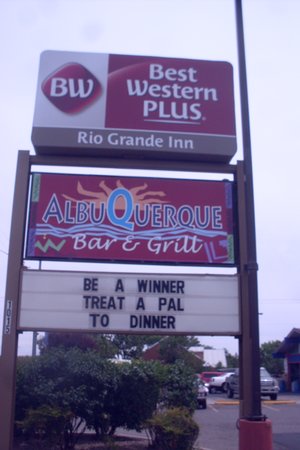 BW
Best
Western
PLUS
Rio Grande Inn
ALBUQUERQUE
Bar & Grill
BE A WINNER
TREAT A PAL
TO DINNER